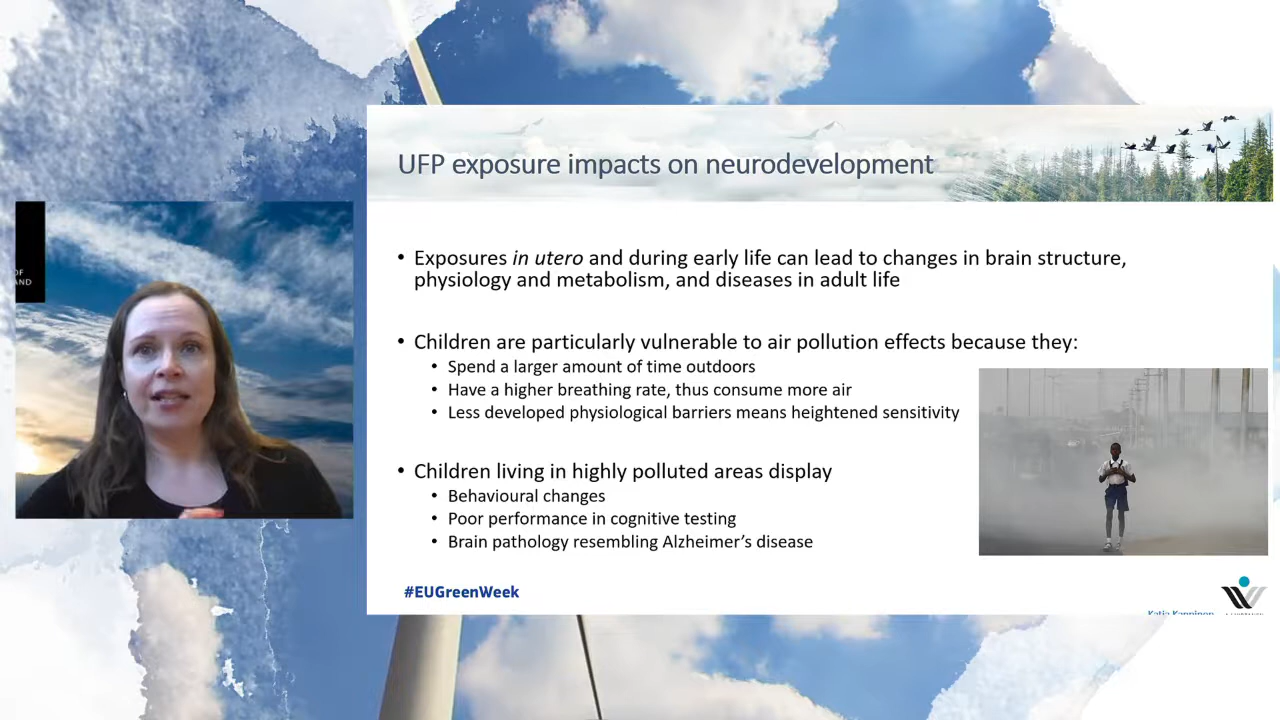 OF
AND
UFP exposure impacts on neurodevelopment
• Exposures in utero and during early life can lead to changes in brain structure,
physiology and metabolism, and diseases in adult life
• Children are particularly vulnerable to air pollution effects because they:
• Spend a larger amount of time outdoors
• Have a higher breathing rate, thus consume more air
• Less developed physiological barriers means heightened sensitivity
• Children living in highly polluted areas display
• Behavioural changes
• Poor performance in cognitive testing
• Brain pathology resembling Alzheimer’s disease
#EUGreenWeek
Katja Kanninen